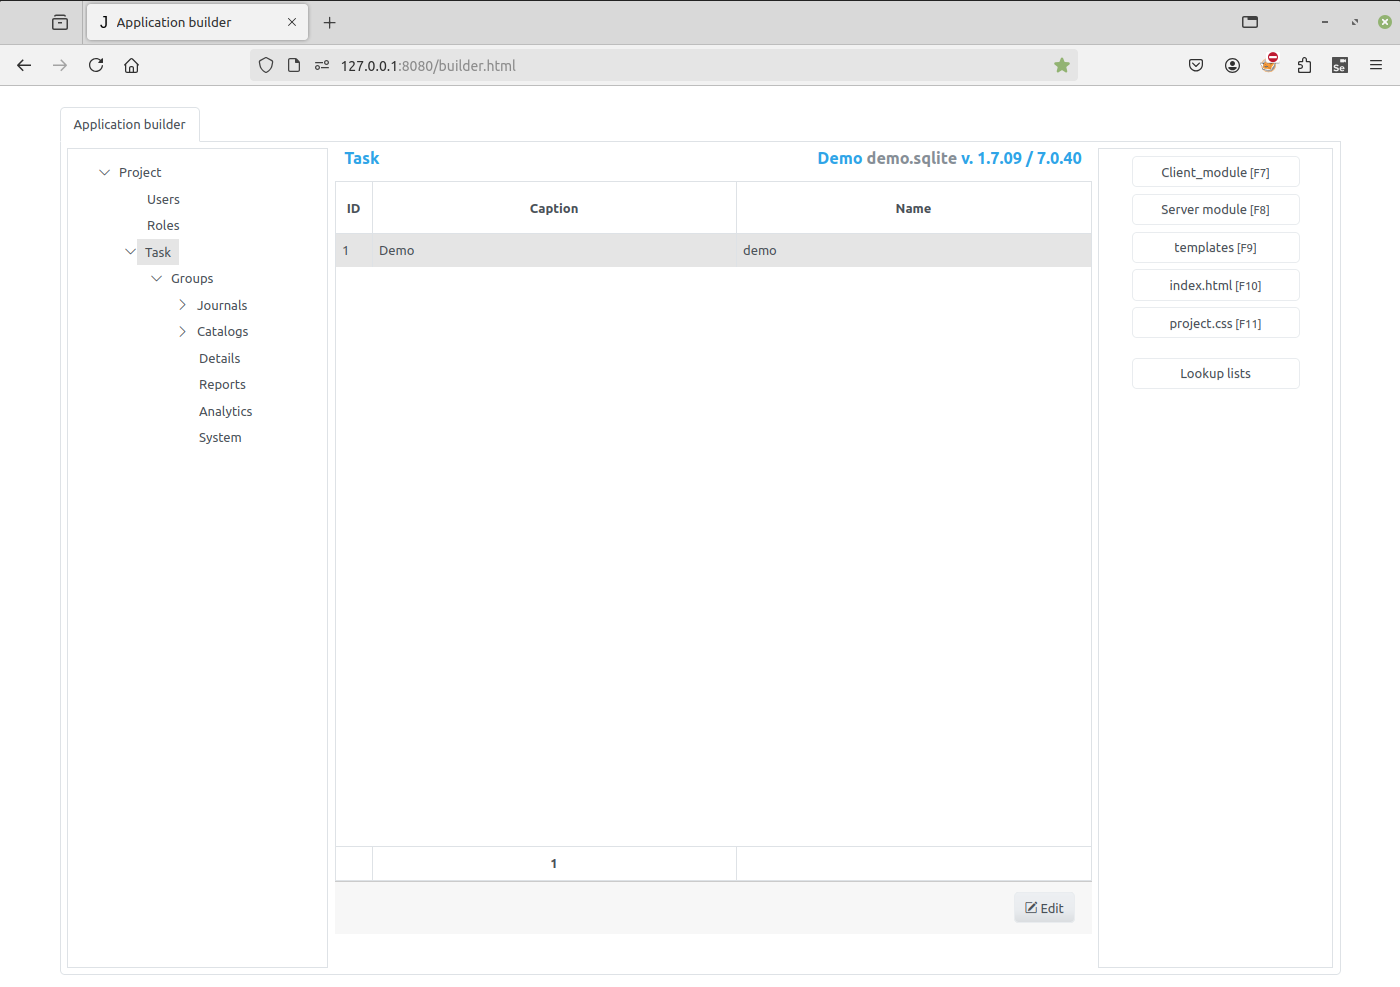 J Application builder
127.0.0.1:8080/builder.html
Se
Application builder
Project
Users
Roles
Task
Groups
Journals
Catalogs
Details
Reports
Analytics
System
Task
Demo demo.sqlite v. 1.7.09 / 7.0.40
ID Caption Name
1 Demo demo
1
Edit
Client_module [F7]
Server module [F8]
templates [F9]
index.html [F10]
project.css [F11]
Lookup lists